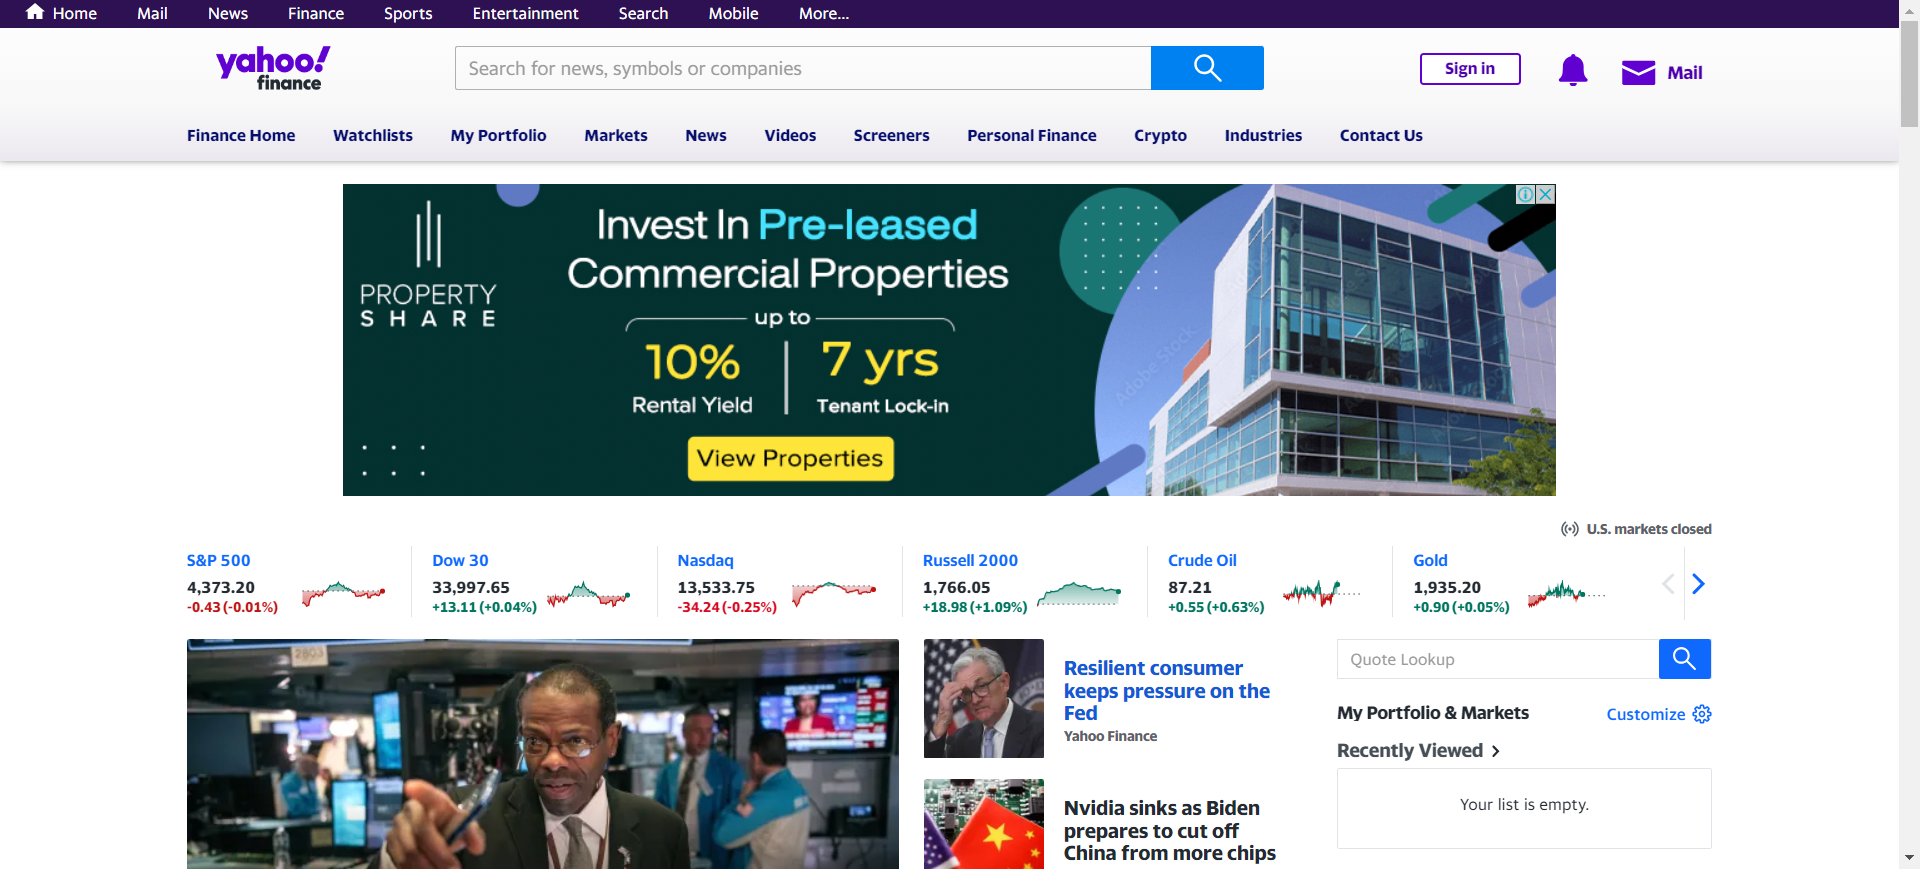 Home Mail News Finance Sports Entertainment Search Mobile More...
yahoo!
finance
Search for news, symbols or companies
Sign in
Mail
Finance Home Watchlists My Portfolio Markets News Videos Screeners Personal Finance Crypto Industries Contact Us
PROPERTY
SHARE
Invest In Pre-leased
Commercial Properties
up to
10% 7 yrs
Rental Yield Tenant Lock-in
View Properties
Adobe Stock
U.S. markets closed
S&P 500
4,373.20
-0.43 (-0.01%)
Dow 30
33,997.65
+13.11 (+0.04%)
Nasdaq
13,533.75
-34.24 (-0.25%)
Russell 2000
1,766.05
+18.98 (+1.09%)
Crude Oil
87.21
+0.55 (+0.63%)
Gold
1,935.20
+0.90 (+0.05%)
2803
Resilient consumer
keeps pressure on the
Fed
Yahoo Finance
Nvidia sinks as Biden
prepares to cut off
China from more chips
Quote Lookup
My Portfolio & Markets
Customize
Recently Viewed
Your list is empty.